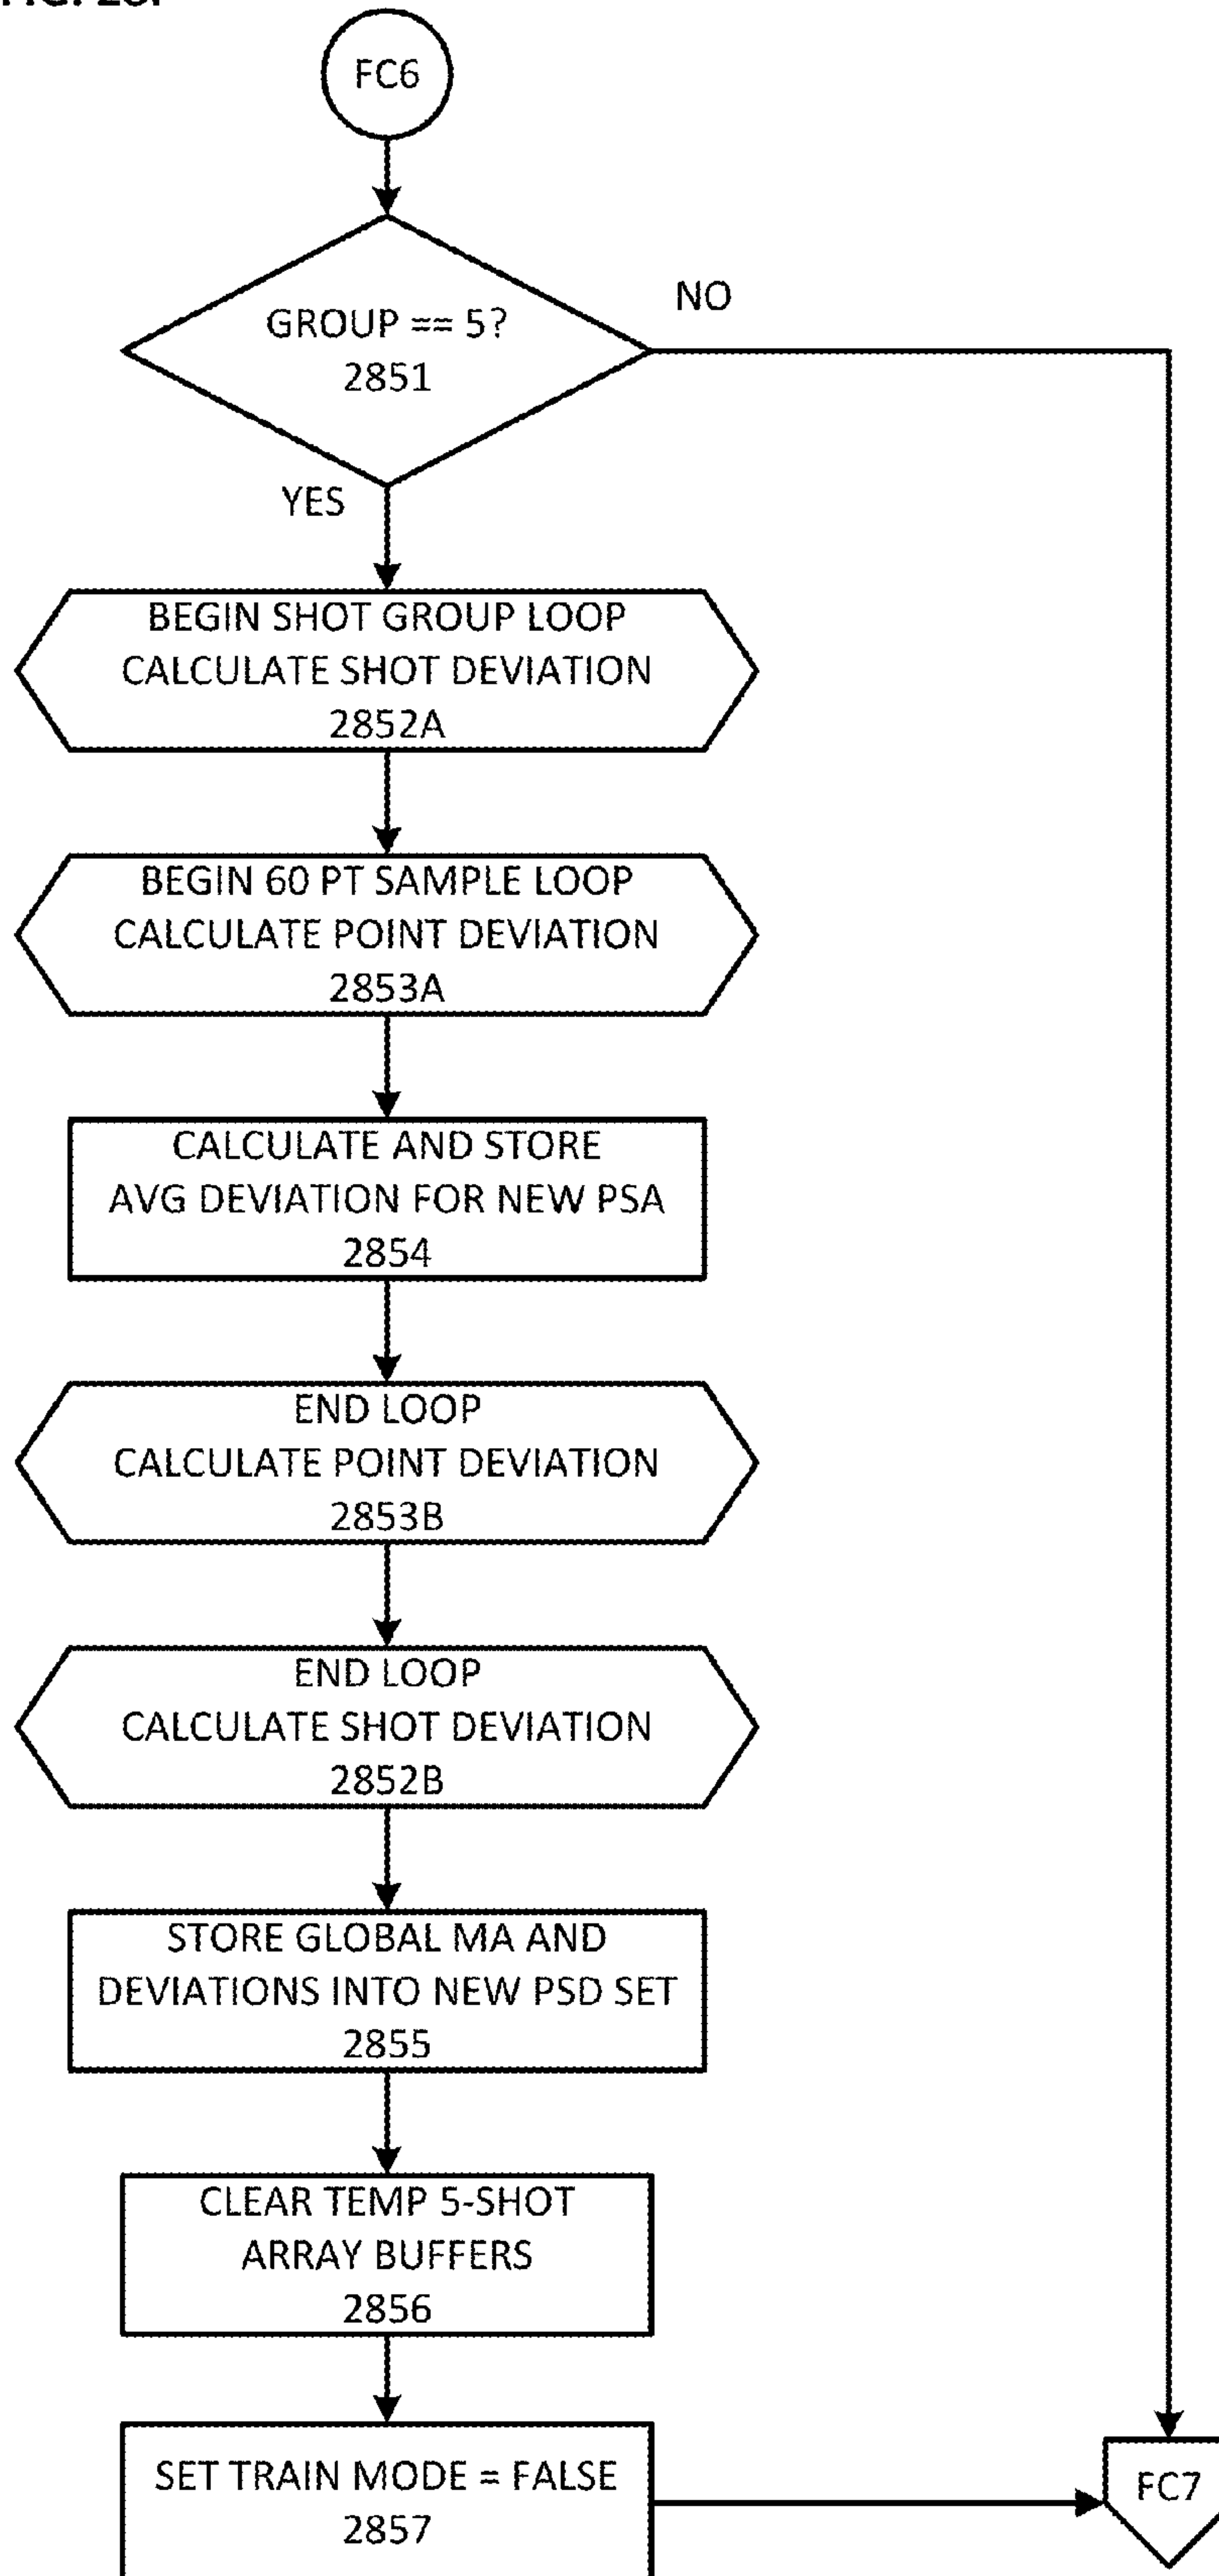 FC6
GROUP == 5?
2851
NO
YES
BEGIN SHOT GROUP LOOP
CALCULATE SHOT DEVIATION
2852A
BEGIN 60 PT SAMPLE LOOP
CALCULATE POINT DEVIATION
2853A
CALCULATE AND STORE
AVG DEVIATION FOR NEW PSA
2854
END LOOP
CALCULATE POINT DEVIATION
2853B
END LOOP
CALCULATE SHOT DEVIATION
2852B
STORE GLOBAL MA AND
DEVIATIONS INTO NEW PSD SET
2855
CLEAR TEMP 5-SHOT
ARRAY BUFFERS
2856
SET TRAIN MODE = FALSE
2857
FC7